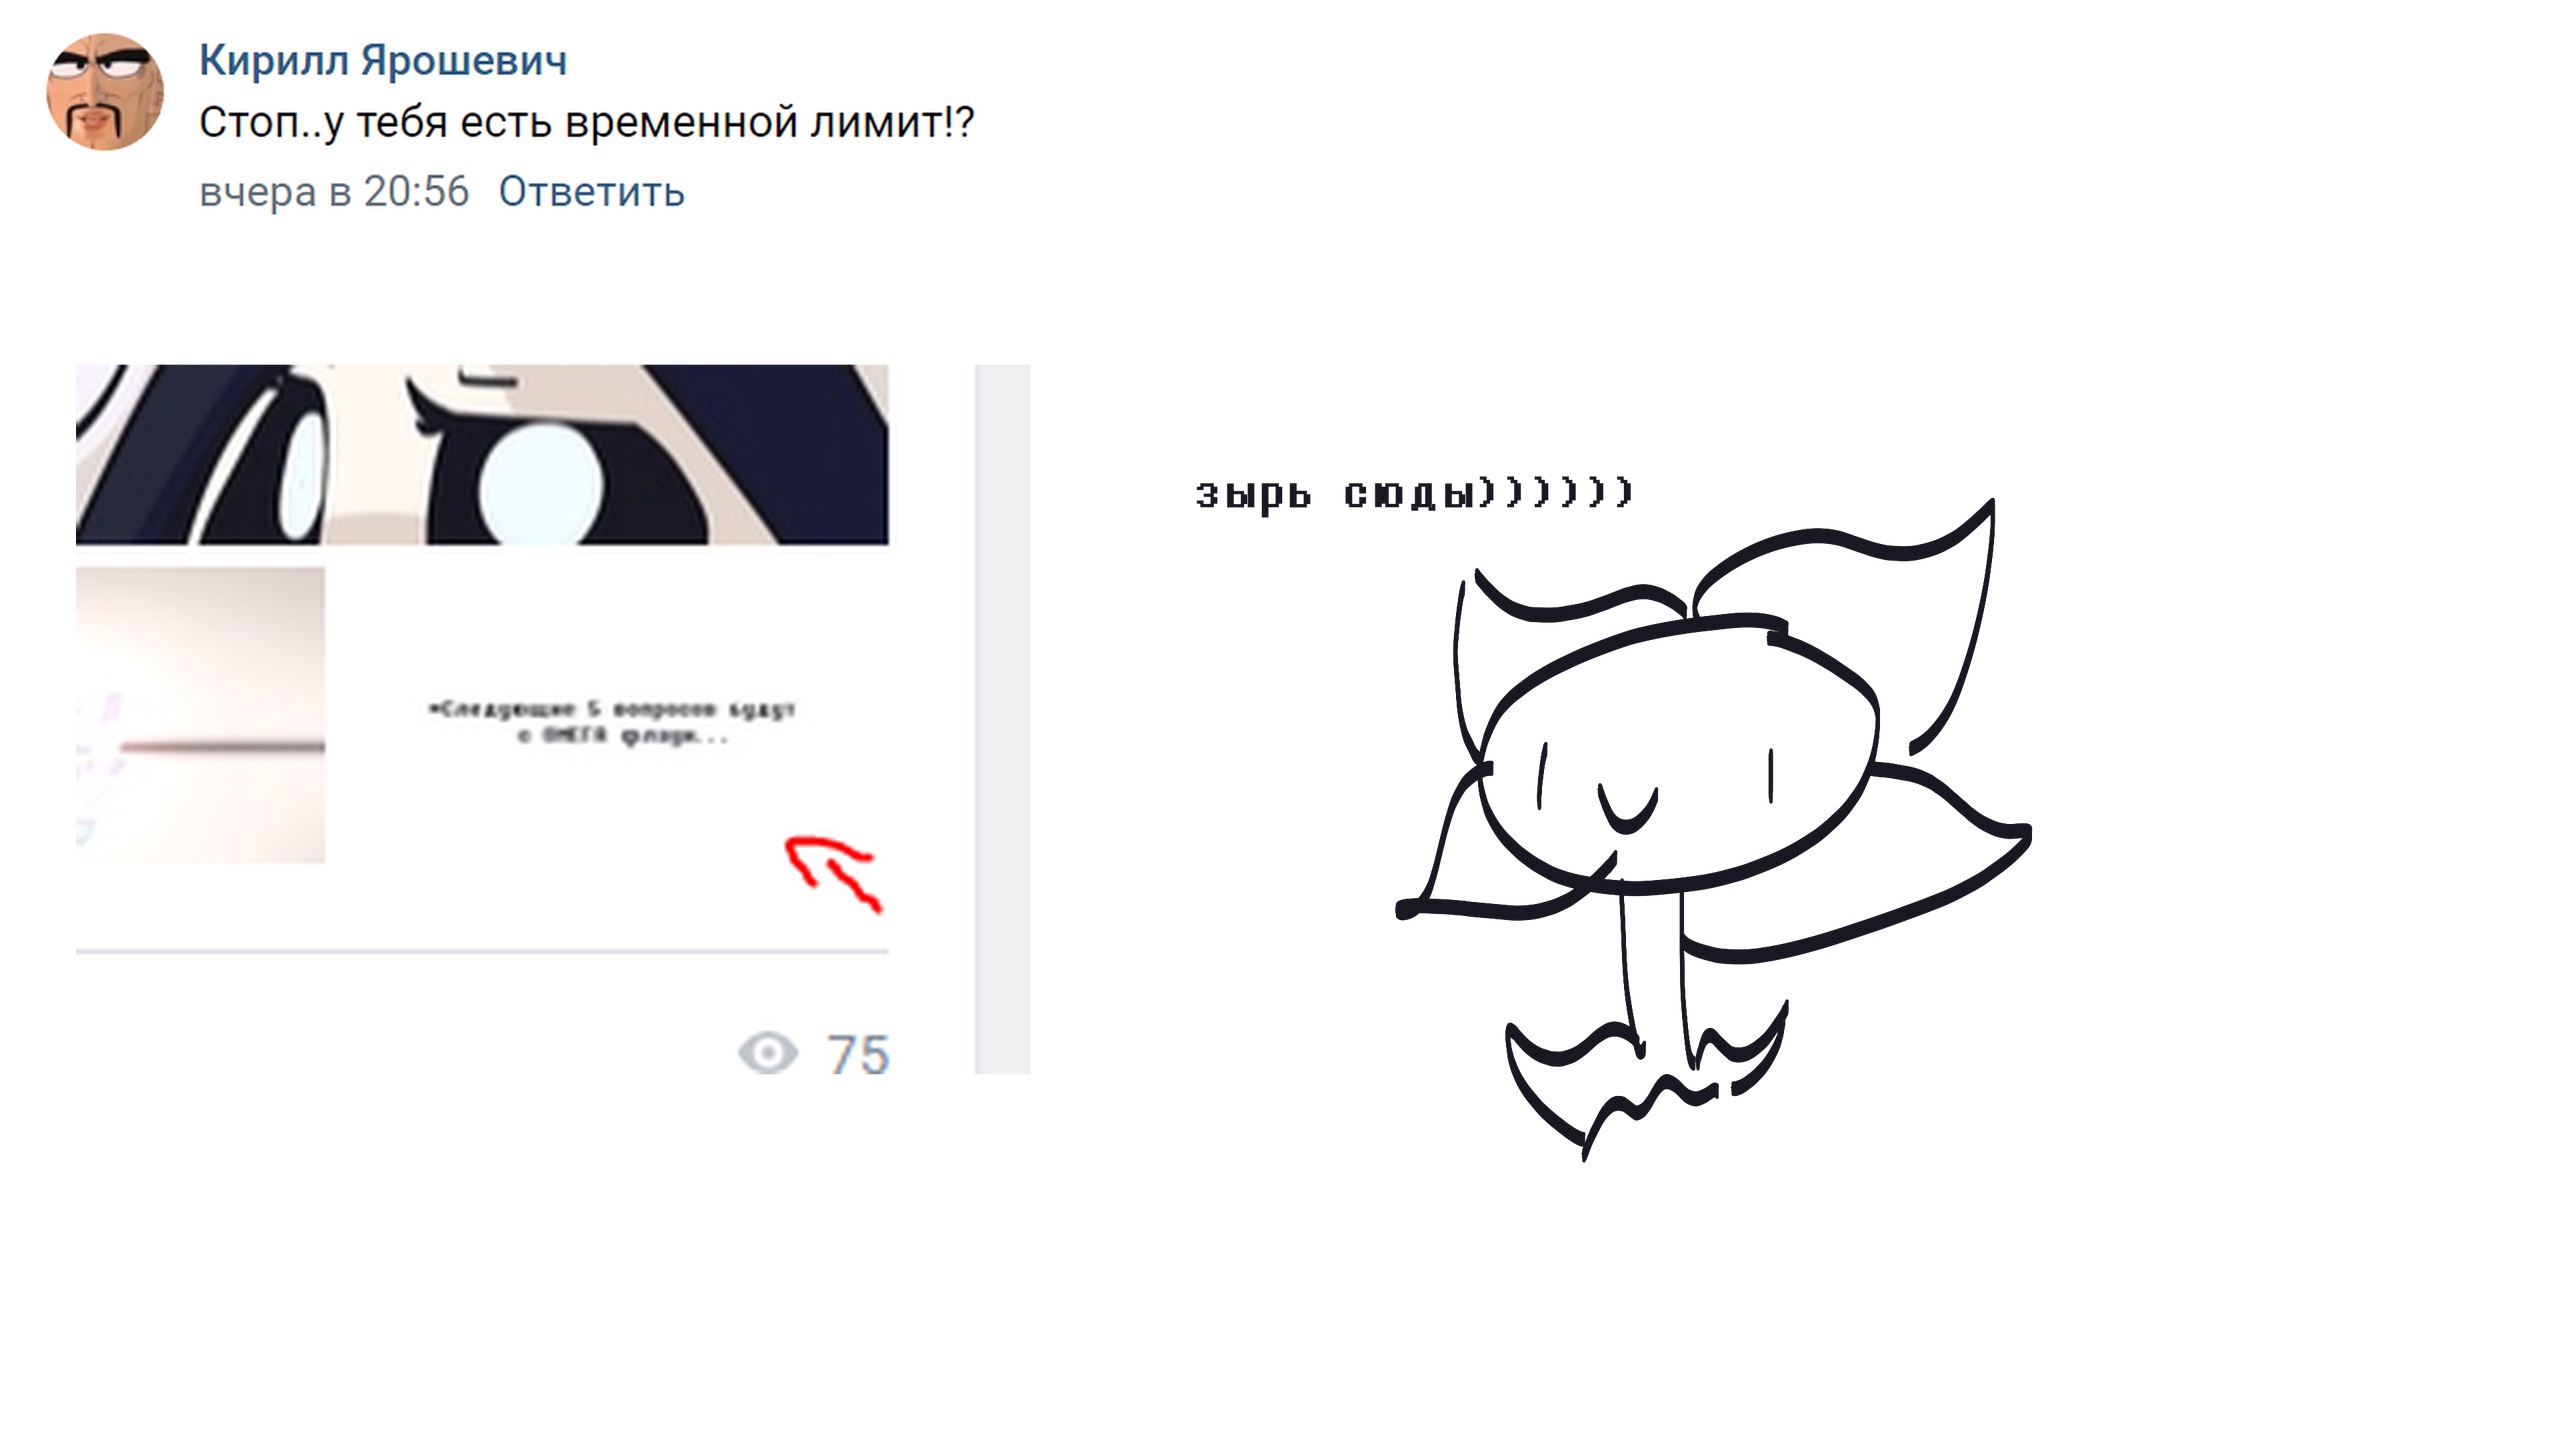 Кирилл Ярошевич
Стоп..у тебя есть временной лимит!?
вчера в 20:56 Ответить
зырь сюды))))))
*Следующие 5 вопросов будут
с ОМЕГА флауи...
75